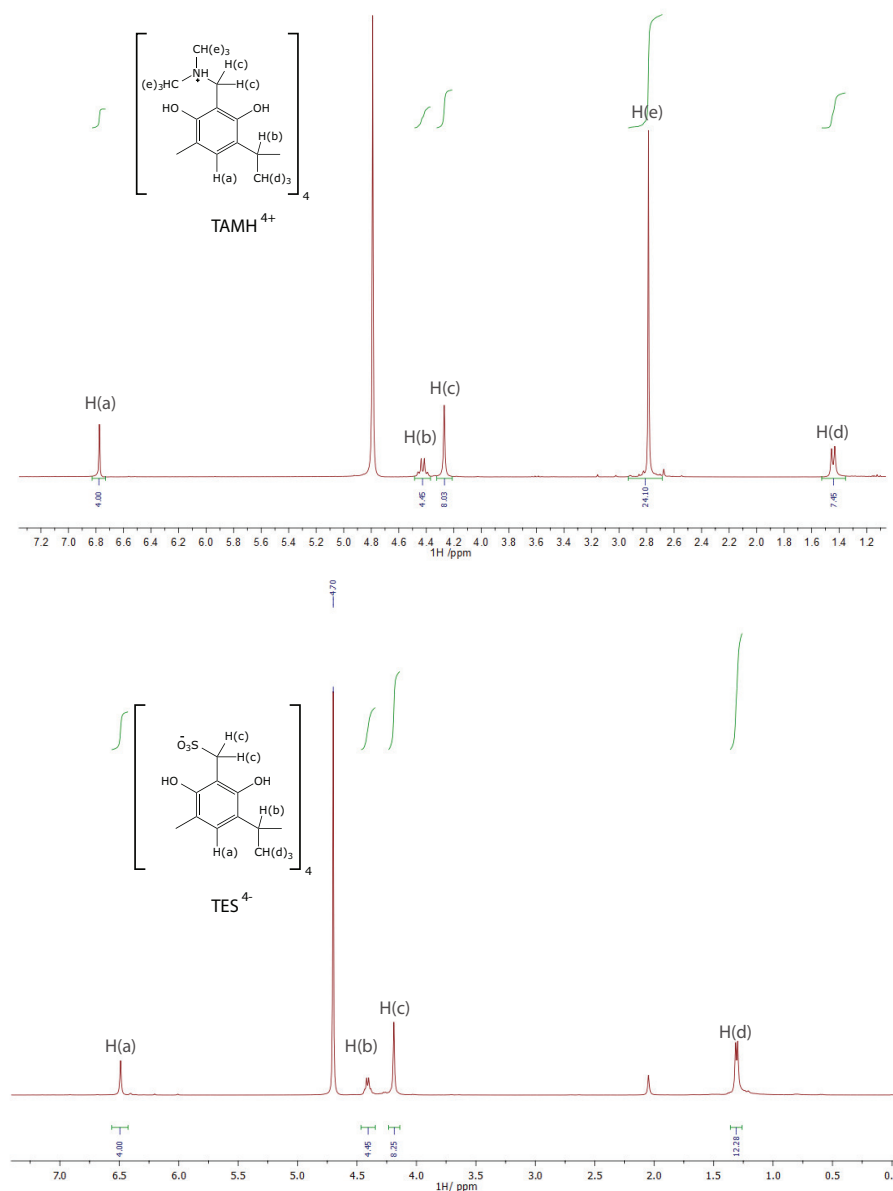 CH(e)3
H(c)
(e)3HC NH+ H(c)
HO OH
H(b)
H(a) CH(d)3
4
TAMH4+
H(a)
H(b)
H(c)
H(e)
H(d)
4.00 4.45 8.03 24.10 7.45
7.2 7.0 6.8 6.6 6.4 6.2 6.0 5.8 5.6 5.4 5.2 5.0 4.8 4.6 4.4 4.2 4.0 3.8 3.6 3.4 3.2 3.0 2.8 2.6 2.4 2.2 2.0 1.8 1.6 1.4 1.2
1H /ppm
4.70
H(c)
-O3S H(c)
HO OH
H(b)
H(a) CH(d)3
4
TES4-
H(a)
H(b)
H(c)
H(d)
4.00 4.45 8.25 12.28
7.0 6.5 6.0 5.5 5.0 4.5 4.0 3.5 3.0 2.5 2.0 1.5 1.0 0.5 0.0
1H/ ppm